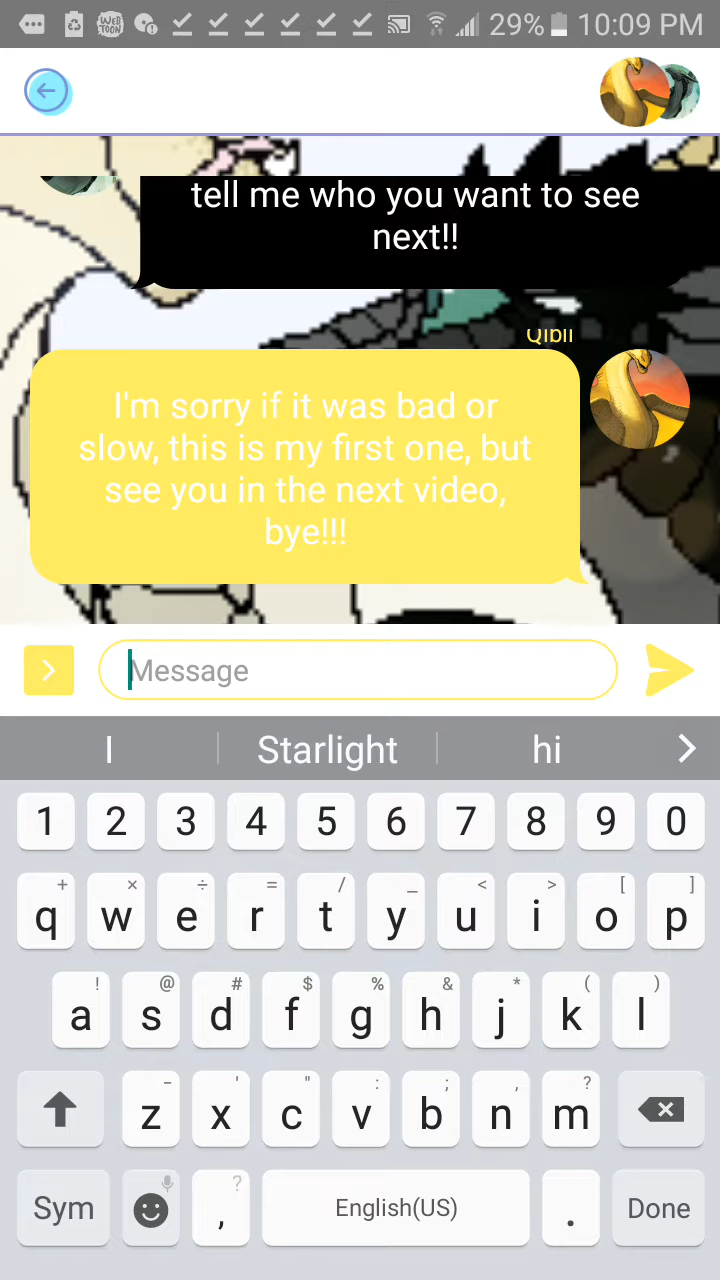 WEB
TOON
29% 10:09 PM
tell me who you want to see
next!!
Qibli
I'm sorry if it was bad or
slow, this is my first one, but
see you in the next video,
bye!!!
Message
I Starlight hi
1 2 3 4 5 6 7 8 9 0
+ × ÷ = / _ < > [ ]
q w e r t y u i o p
! @ # $ % & * ( )
a s d f g h j k l
- ' " : ; , ?
z x c v b n m
Sym , ? English(US) . Done